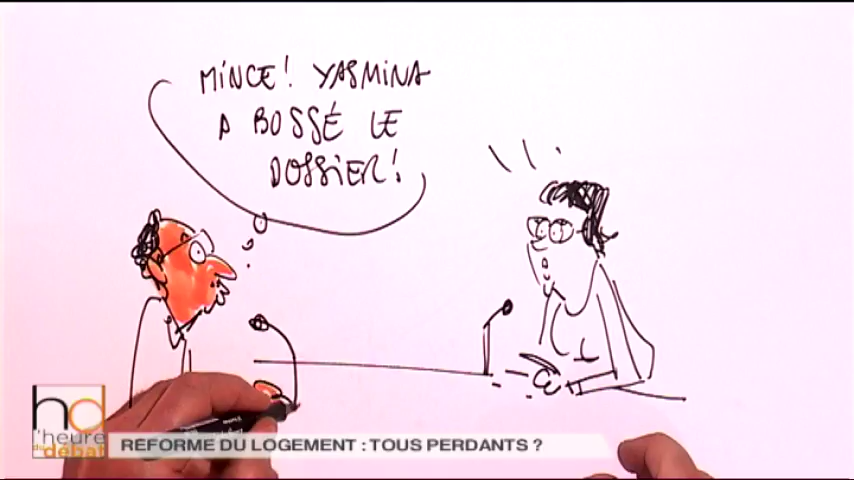 MINCE! YASMINA
A BOSSÉ LE
DOSSIER!
hd
l'heure
du débat
REFORME DU LOGEMENT : TOUS PERDANTS ?